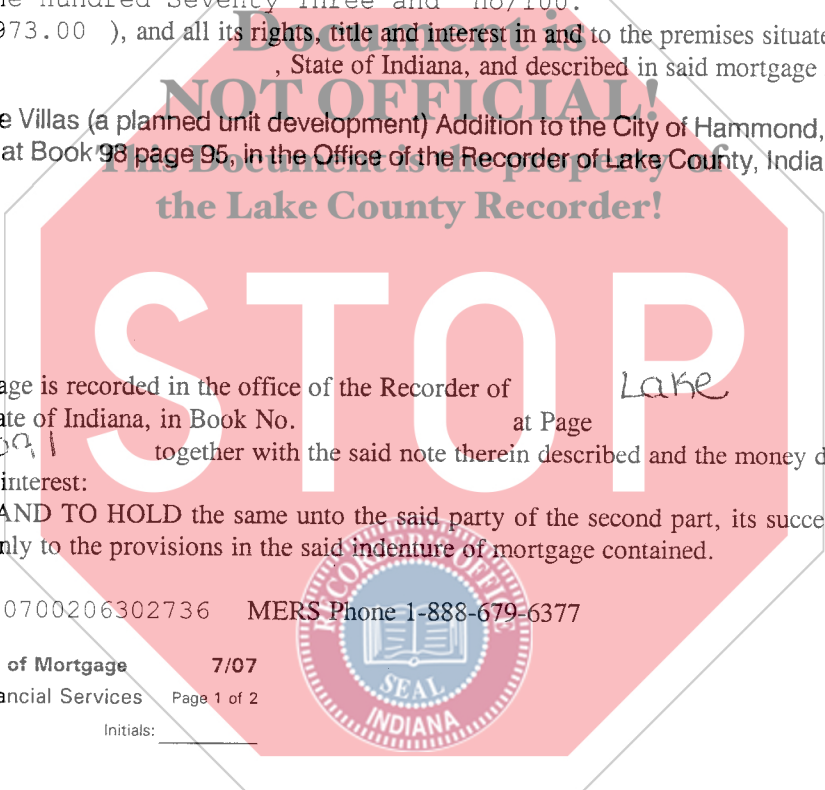 ne hundred Seventy Three and no/100.
973.00 ), and all its rights, title and interest in and to the premises situate
, State of Indiana, and described in said mortgage
Document is
NOT OFFICIAL!
This Document is the property of
the Lake County Recorder!
e Villas (a planned unit development) Addition to the City of Hammond,
at Book 98 page 95, in the Office of the Recorder of Lake County, India
STOP
age is recorded in the office of the Recorder of Lake
ate of Indiana, in Book No. at Page
together with the said note therein described and the money d
interest:
AND TO HOLD the same unto the said party of the second part, its succe
nly to the provisions in the said indenture of mortgage contained.
0700206302736 MERS Phone 1-888-679-6377
RECORDER'S OFFICE
SEAL
INDIANA
of Mortgage 7/07
ancial Services Page 1 of 2
Initials: